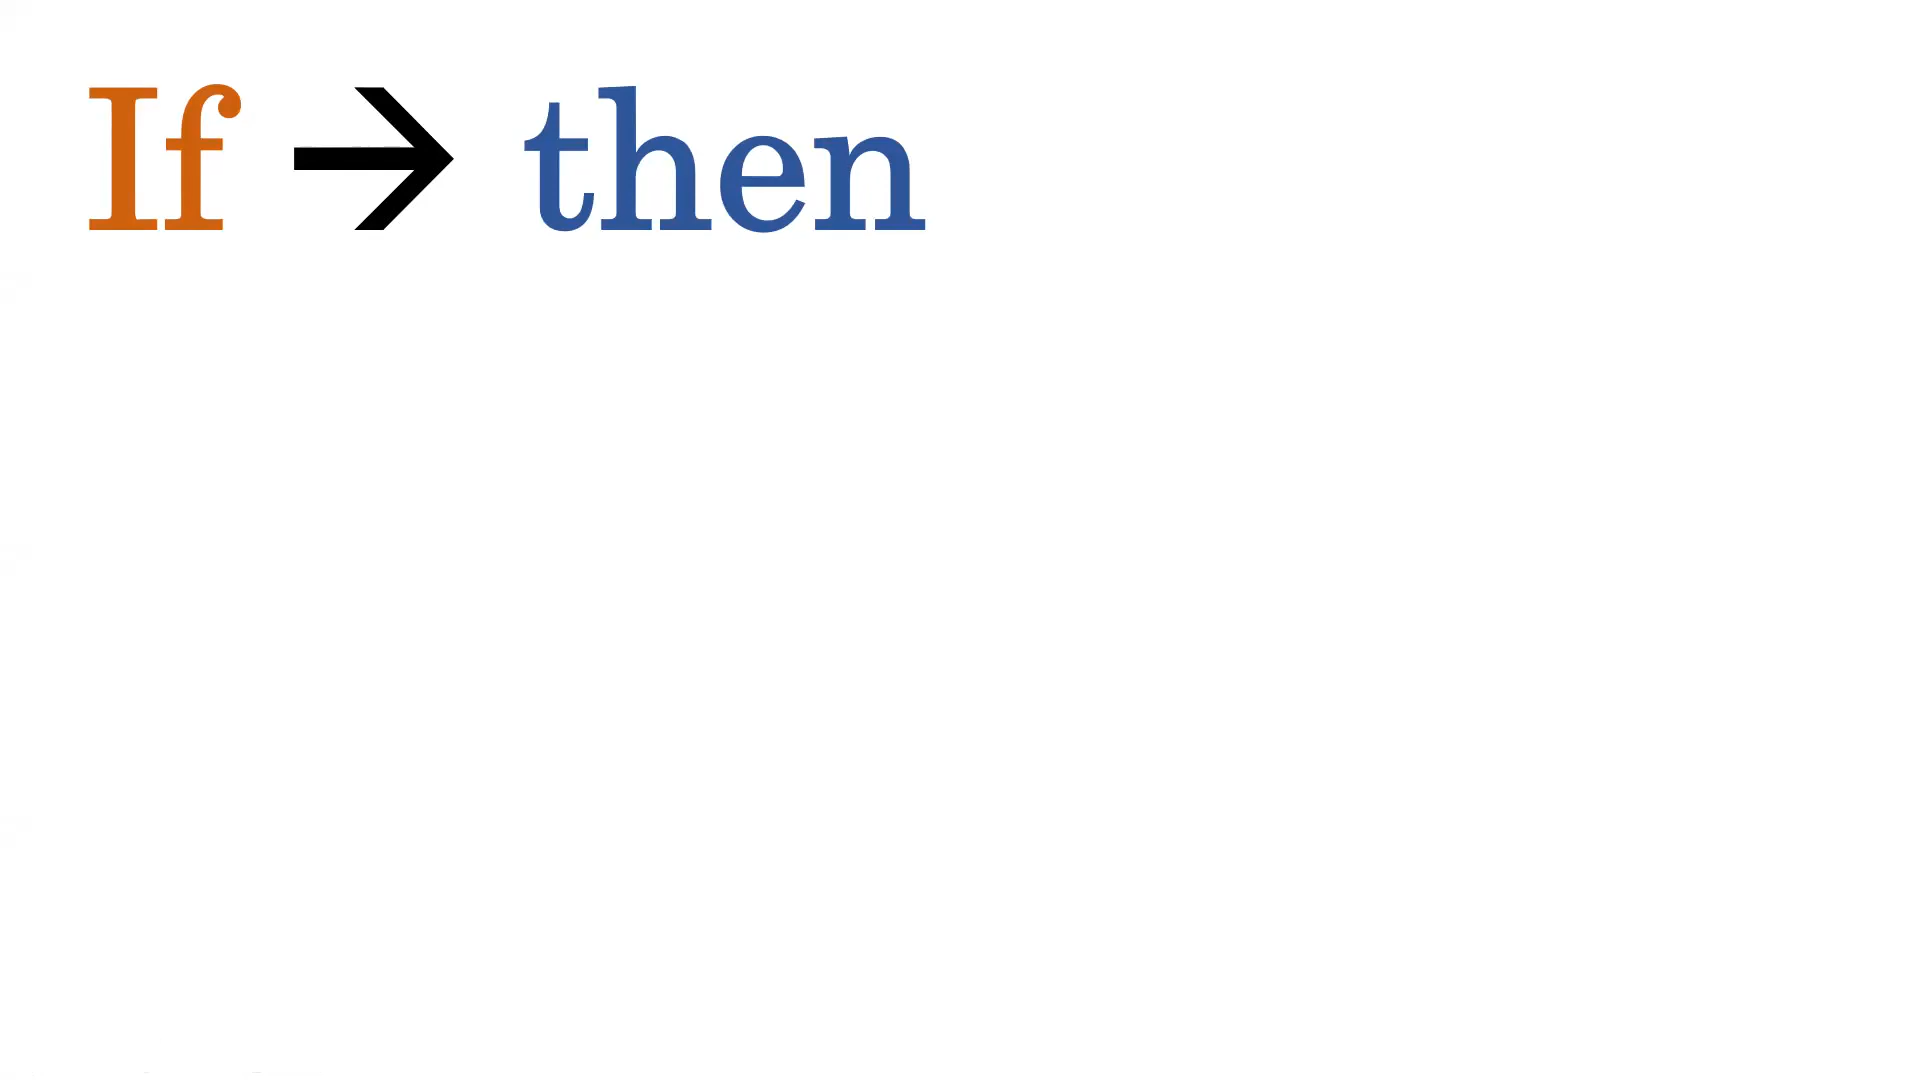 If → then